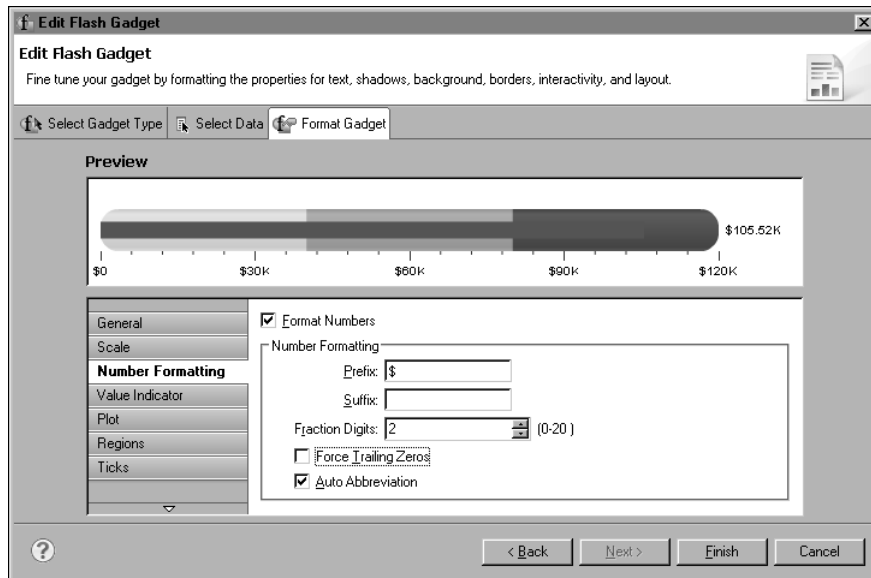 Edit Flash Gadget
Edit Flash Gadget
Fine tune your gadget by formatting the properties for text, shadows, background, borders, interactivity, and layout.
Select Gadget Type Select Data Format Gadget
Preview
$105.52K
$0 $30K $60K $90K $120K
General
Scale
Number Formatting
Value Indicator
Plot
Regions
Ticks
Format Numbers
Number Formatting
Prefix: $
Suffix:
Fraction Digits: 2 (0-20 )
Force Trailing Zeros
Auto Abbreviation
? < Back Next > Finish Cancel